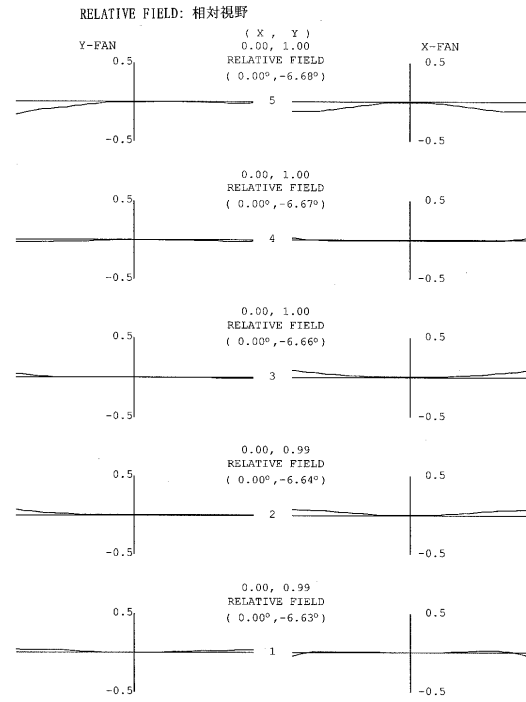 RELATIVE FIELD: 相対視野
( X , Y )
Y-FAN 0.00, 1.00 X-FAN
RELATIVE FIELD
0.5 ( 0.00°,-6.68°) 0.5
5
-0.5 -0.5
0.00, 1.00
RELATIVE FIELD
0.5 ( 0.00°,-6.67°) 0.5
4
-0.5 -0.5
0.00, 1.00
RELATIVE FIELD
0.5 ( 0.00°,-6.66°) 0.5
3
-0.5 -0.5
0.00, 0.99
RELATIVE FIELD
0.5 ( 0.00°,-6.64°) 0.5
2
-0.5 -0.5
0.00, 0.99
RELATIVE FIELD
0.5 ( 0.00°,-6.63°) 0.5
1
-0.5 -0.5